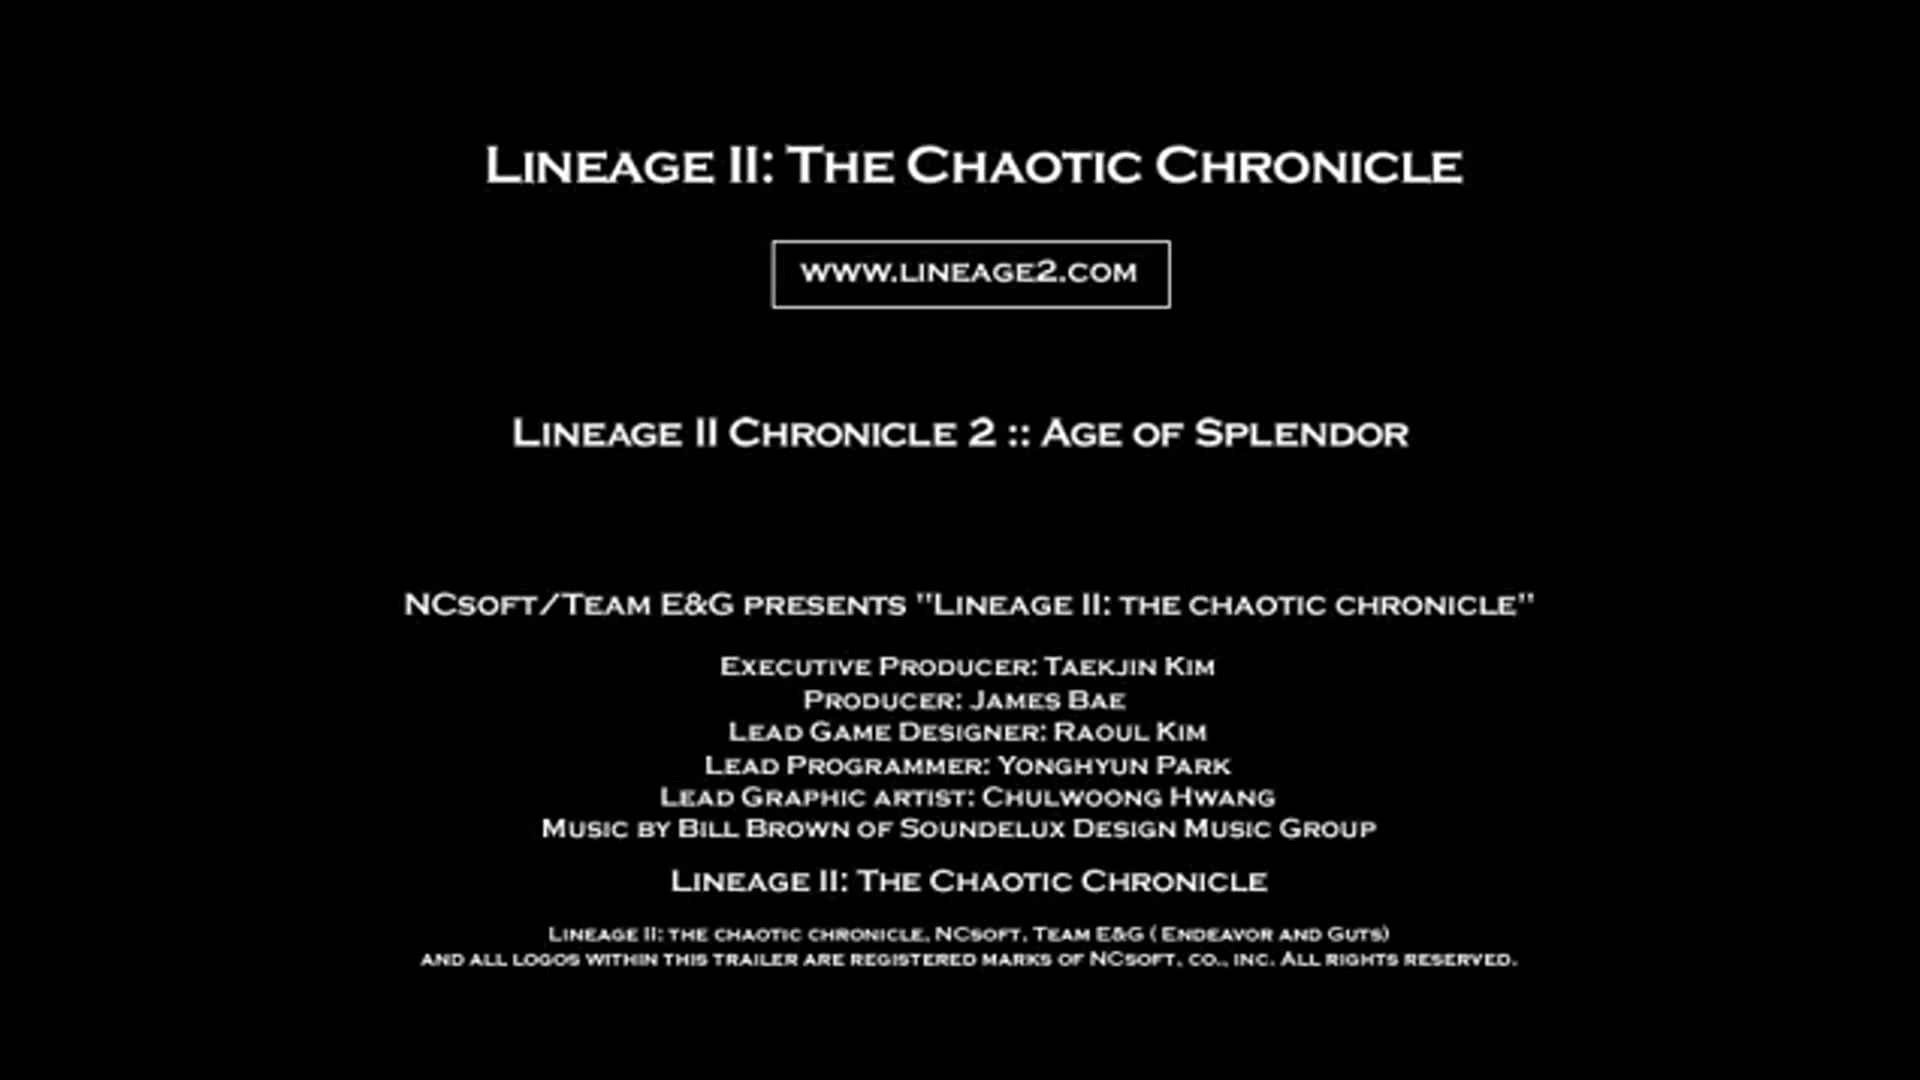 Lineage II: The Chaotic Chronicle
www.lineage2.com
Lineage II Chronicle 2 :: Age of Splendor
NCsoft/Team E&G presents "Lineage II: the chaotic chronicle"
Executive Producer: Taekjin Kim
Producer: James Bae
Lead Game Designer: Raoul Kim
Lead Programmer: Yonghyun Park
Lead Graphic artist: Chulwoong Hwang
Music by Bill Brown of Soundelux Design Music Group
Lineage II: The Chaotic Chronicle
Lineage II: the chaotic chronicle, NCsoft, Team E&G ( Endeavor and Guts)
and all logos within this trailer are registered marks of NCsoft, co., inc. All rights reserved.